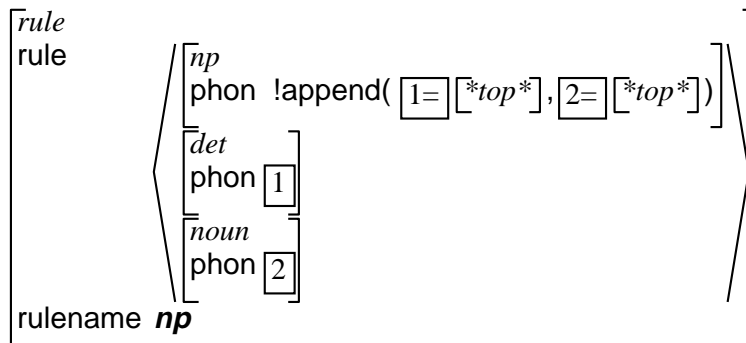 rule
rule
np
phon !append( 1= [*top*], 2= [*top*])
det
phon 1
noun
phon 2
rulename np